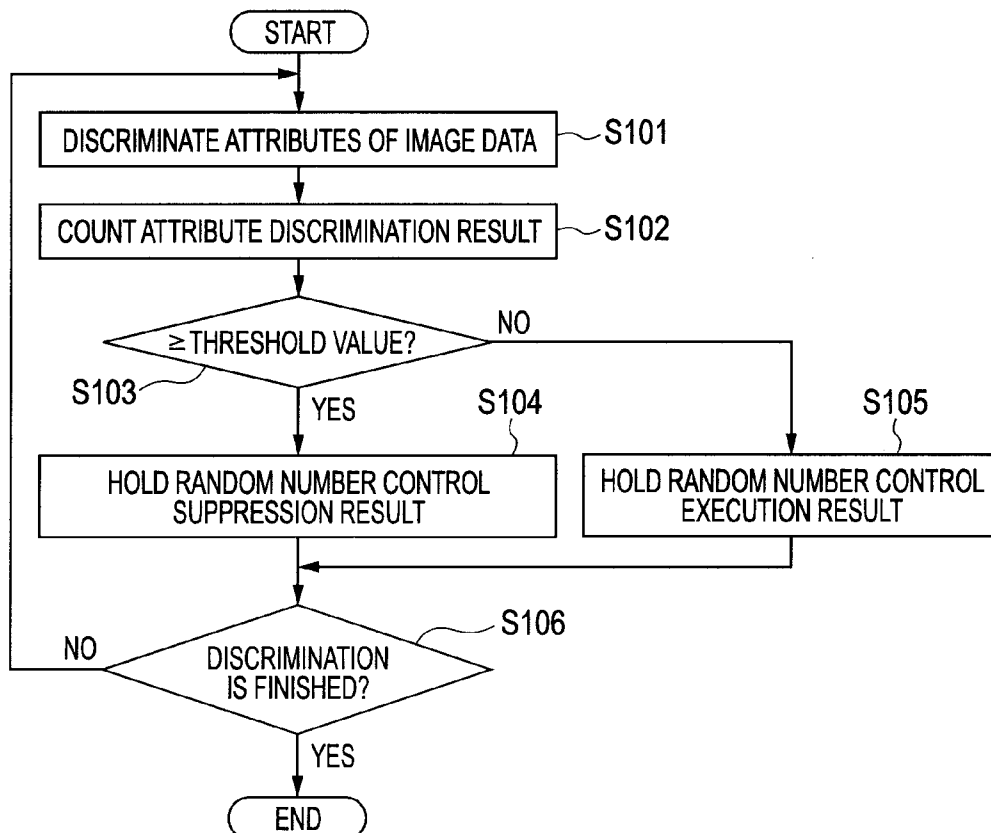 START
DISCRIMINATE ATTRIBUTES OF IMAGE DATA
S101
COUNT ATTRIBUTE DISCRIMINATION RESULT
S102
≥ THRESHOLD VALUE?
NO
S103
YES
S104
S105
HOLD RANDOM NUMBER CONTROL
SUPPRESSION RESULT
HOLD RANDOM NUMBER CONTROL
EXECUTION RESULT
S106
NO
DISCRIMINATION
IS FINISHED?
YES
END